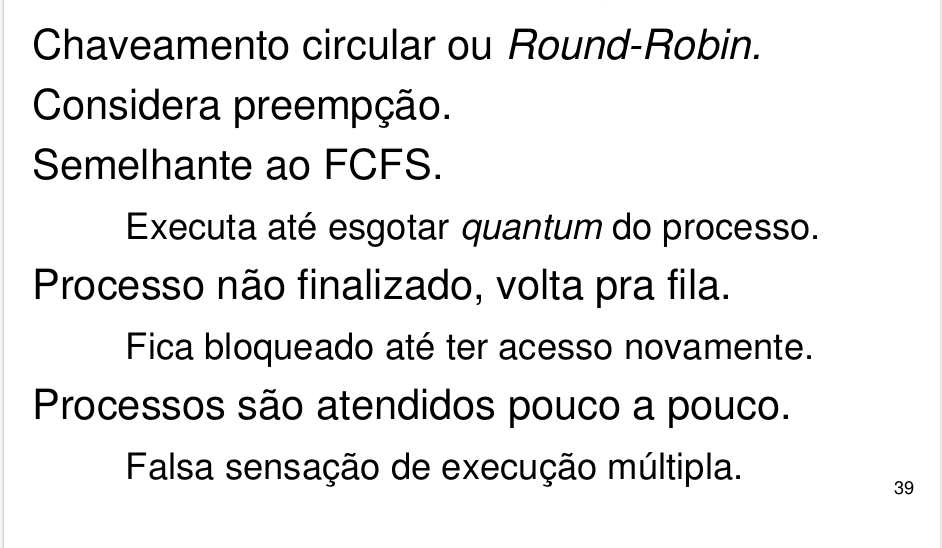 Chaveamento circular ou Round-Robin.
Considera preempção.
Semelhante ao FCFS.
Executa até esgotar quantum do processo.
Processo não finalizado, volta pra fila.
Fica bloqueado até ter acesso novamente.
Processos são atendidos pouco a pouco.
Falsa sensação de execução múltipla.
39